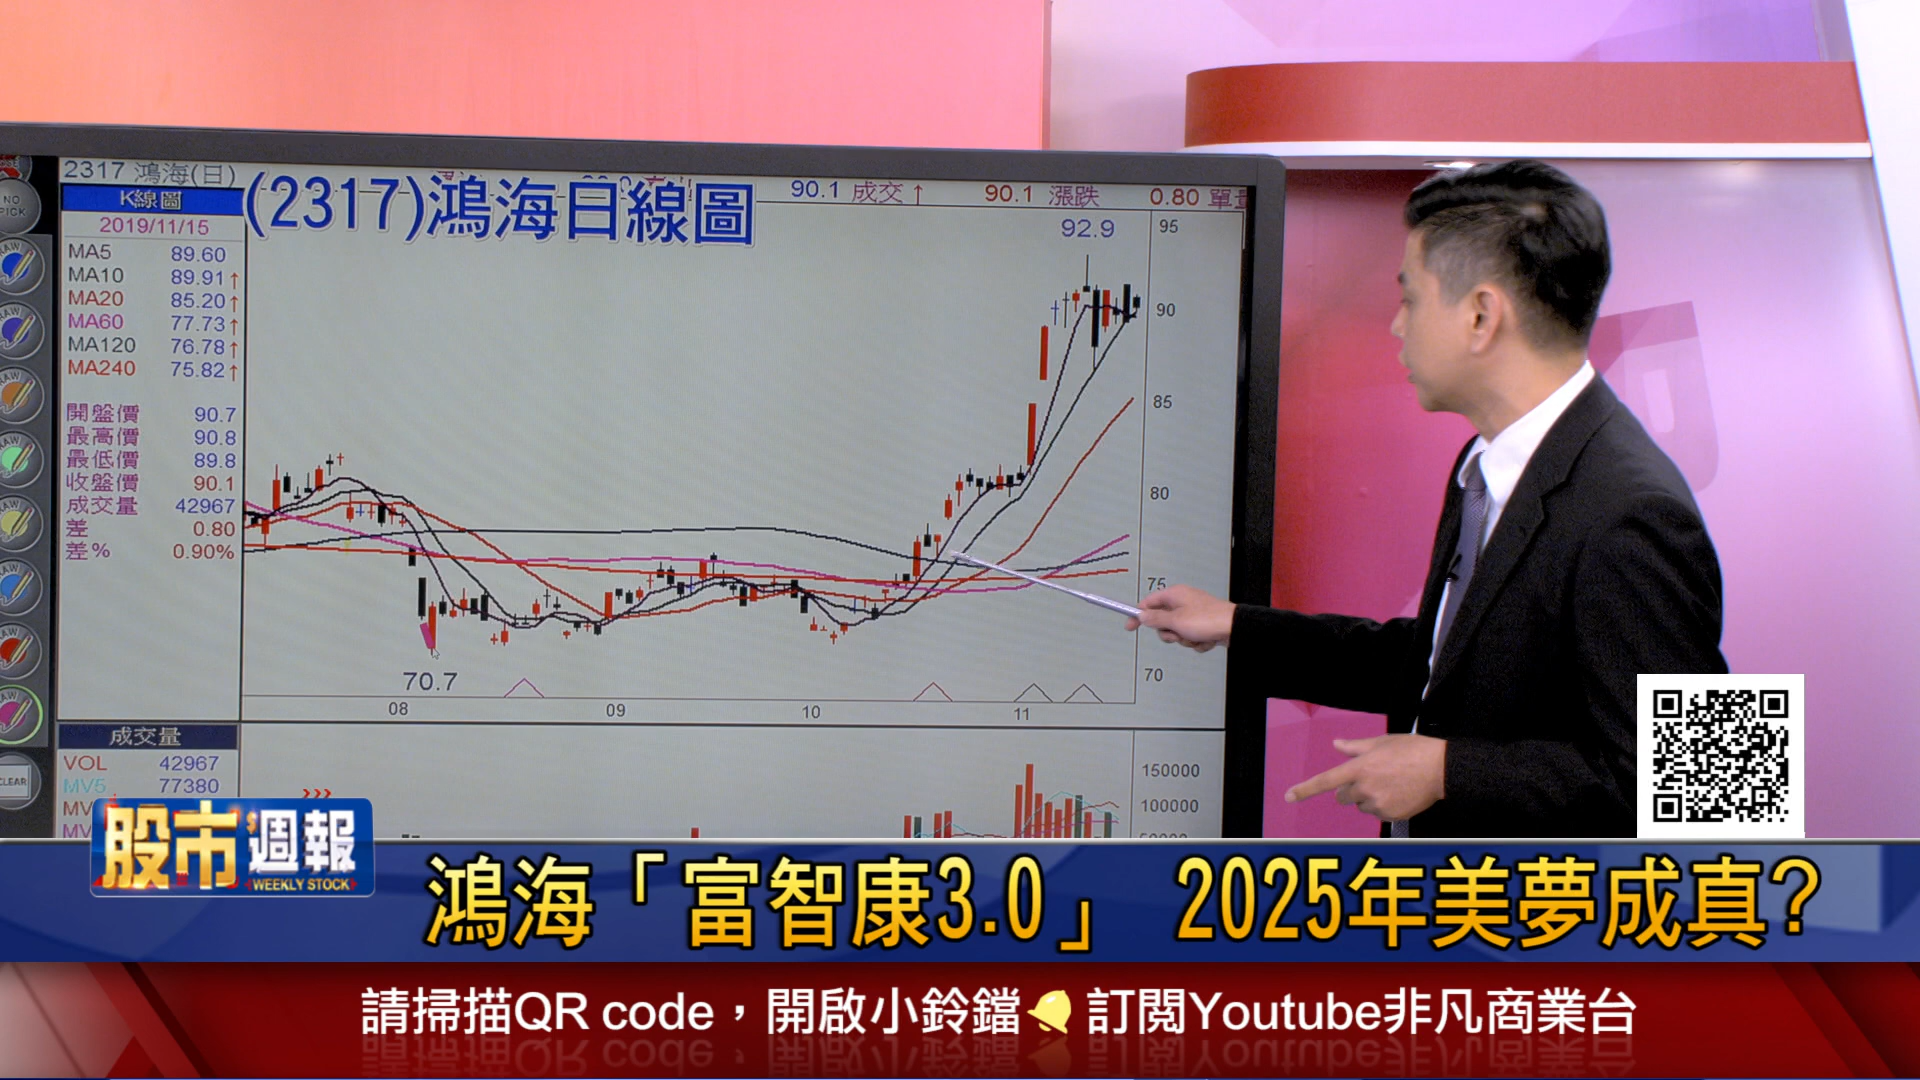 2317 鴻海(日)
(2317)鴻海日線圖
90.1 成交↑ 90.1 漲跌 0.80 單量
NO PICK
K線圖
2019/11/15
MA5 89.60
MA10 89.91↑
MA20 85.20↑
MA60 77.73↑
MA120 76.78↑
MA240 75.82↑
開盤價 90.7
最高價 90.8
最低價 89.8
收盤價 90.1
成交量 42967
差 0.80
差% 0.90%
92.9
95
90
85
80
75
70
70.7
08 09 10 11
CLEAR
成交量
VOL 42967
MV5 77380
150000
100000
50000
股市週報
WEEKLY STOCK
鴻海「富智康3.0」 2025年美夢成真?
請掃描QR code，開啟小鈴鐺🔔訂閱Youtube非凡商業台